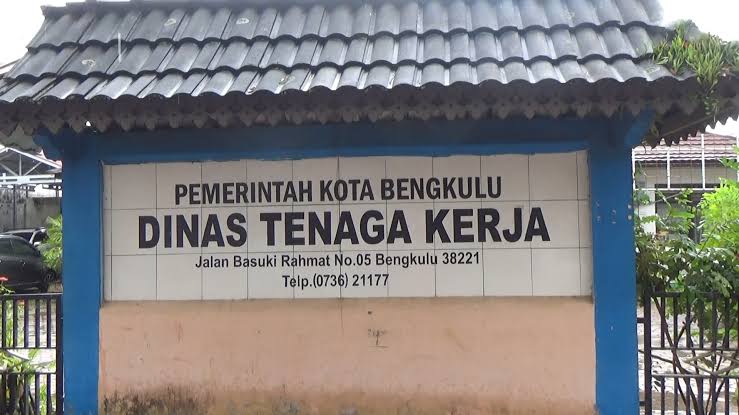 PEMERINTAH KOTA BENGKULU
DINAS TENAGA KERJA
Jalan Basuki Rahmat No.05 Bengkulu 38221
Telp.(0736) 21177